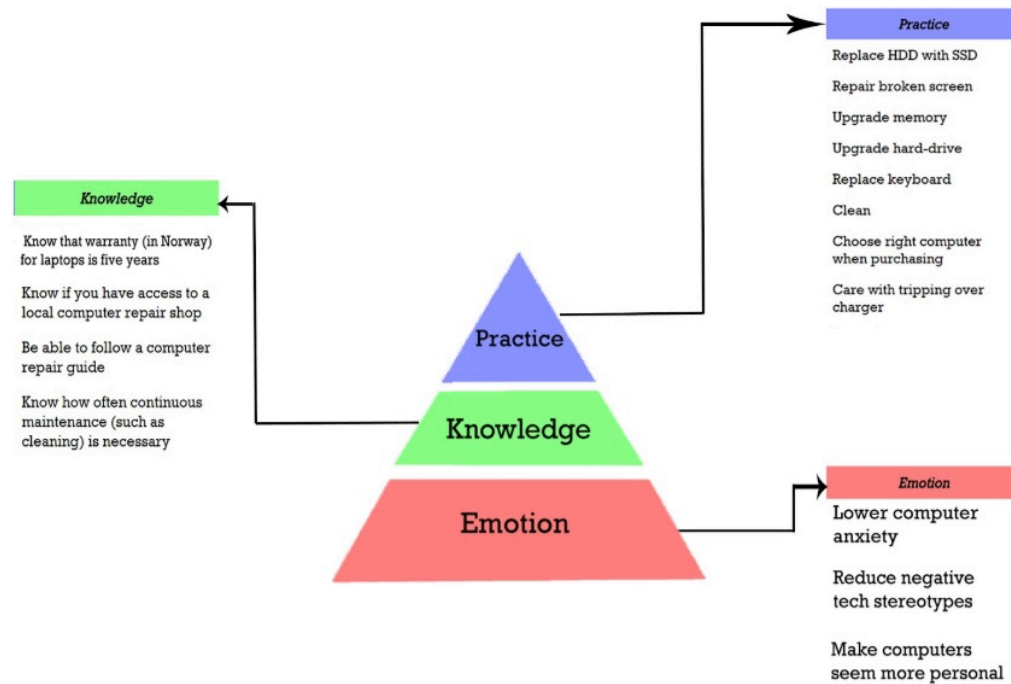 Practice
Replace HDD with SSD
Repair broken screen
Upgrade memory
Upgrade hard-drive
Replace keyboard
Clean
Choose right computer
when purchasing
Care with tripping over
charger
Knowledge
Know that warranty (in Norway)
for laptops is five years
Know if you have access to a
local computer repair shop
Be able to follow a computer
repair guide
Know how often continuous
maintenance (such as
cleaning) is necessary
Practice
Knowledge
Emotion
Emotion
Lower computer
anxiety
Reduce negative
tech stereotypes
Make computers
seem more personal